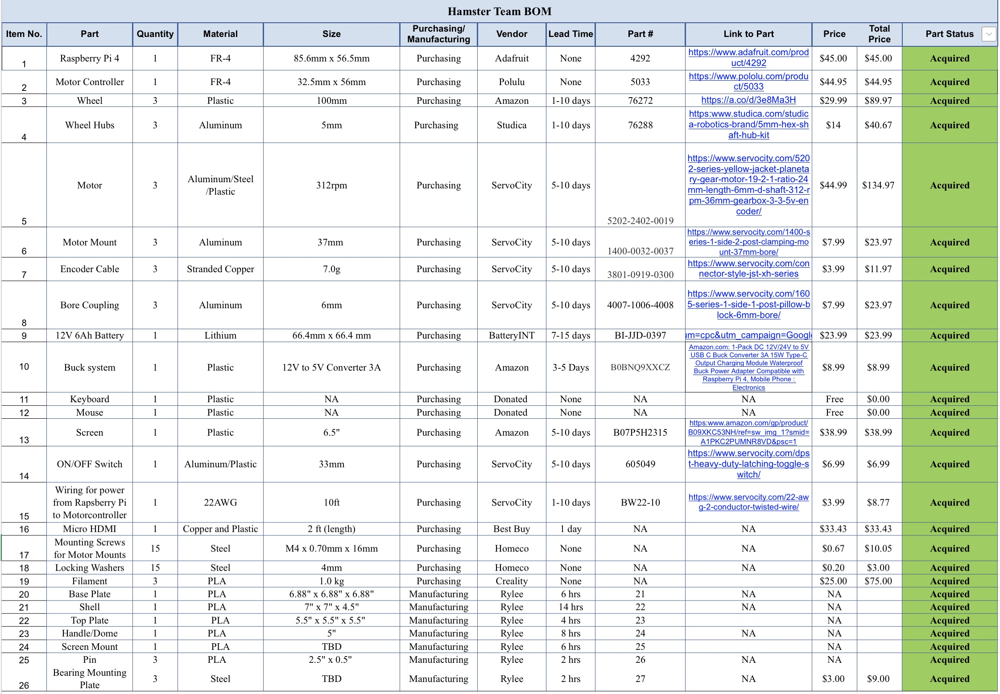 Hamster Team BOM
Item No. Part Quantity Material Size Purchasing/ Manufacturing Vendor Lead Time Part # Link to Part Price Total Price Part Status
1 Raspberry Pi 4 1 FR-4 85.6mm x 56.5mm Purchasing Adafruit None 4292 https://www.adafruit.com/prod
uct/4292 $45.00 $45.00 Acquired
2 Motor Controller 1 FR-4 32.5mm x 56mm Purchasing Polulu None 5033 https://www.pololu.com/produ
ct/5033 $44.95 $44.95 Acquired
3 Wheel 3 Plastic 100mm Purchasing Amazon 1-10 days 76272 https://a.co/d/3e8Ma3H $29.99 $89.97 Acquired
4 Wheel Hubs 3 Aluminum 5mm Purchasing Studica 1-10 days 76288 https:www.studica.com/studic
a-robotics-brand/5mm-hex-sh
aft-hub-kit $14 $40.67 Acquired
5 Motor 3 Aluminum/Steel
/Plastic 312rpm Purchasing ServoCity 5-10 days 5202-2402-0019 https://www.servocity.com/520
2-series-yellow-jacket-planeta
ry-gear-motor-19-2-1-ratio-24
mm-length-6mm-d-shaft-312-r
pm-36mm-gearbox-3-3-5v-en
coder/ $44.99 $134.97 Acquired
6 Motor Mount 3 Aluminum 37mm Purchasing ServoCity 5-10 days 1400-0032-0037 https://www.servocity.com/1400-s
eries-1-side-2-post-clamping-mo
unt-37mm-bore/ $7.99 $23.97 Acquired
7 Encoder Cable 3 Stranded Copper 7.0g Purchasing ServoCity 5-10 days 3801-0919-0300 https://www.servocity.com/con
nector-style-jst-xh-series $3.99 $11.97 Acquired
8 Bore Coupling 3 Aluminum 6mm Purchasing ServoCity 5-10 days 4007-1006-4008 https://www.servocity.com/160
5-series-1-side-1-post-pillow-b
lock-6mm-bore/ $7.99 $23.97 Acquired
9 12V 6Ah Battery 1 Lithium 66.4mm x 66.4 mm Purchasing BatteryINT 7-15 days BI-JJD-0397 m=cpc&utm_campaign=Googl $23.99 $23.99 Acquired
10 Buck system 1 Plastic 12V to 5V Converter 3A Purchasing Amazon 3-5 Days B0BNQ9XXCZ Amazon.com: 1-Pack DC 12V/24V to 5V
USB C Buck Converter 3A 15W Type-C
Output Charging Module Waterproof
Buck Power Adapter Compatible with
Raspberry Pi 4, Mobile Phone :
Electronics $8.99 $8.99 Acquired
11 Keyboard 1 Plastic NA Purchasing Donated None NA NA Free $0.00 Acquired
12 Mouse 1 Plastic NA Purchasing Donated None NA NA Free $0.00 Acquired
13 Screen 1 Plastic 6.5" Purchasing Amazon 5-10 days B07P5H2315 https:www.amazon.com/gp/product/
B09XKC53NH/ref=sw_img_1?smid=
A1PKC2PUMNR8VD&psc=1 $38.99 $38.99 Acquired
14 ON/OFF Switch 1 Aluminum/Plastic 33mm Purchasing ServoCity 5-10 days 605049 https://www.servocity.com/dps
t-heavy-duty-latching-toggle-s
witch/ $6.99 $6.99 Acquired
15 Wiring for power
from Rapsberry Pi
to Motorcontroller 1 22AWG 10ft Purchasing ServoCity 1-10 days BW22-10 https://www.servocity.com/22-aw
g-2-conductor-twisted-wire/ $3.99 $8.77 Acquired
16 Micro HDMI 1 Copper and Plastic 2 ft (length) Purchasing Best Buy 1 day NA NA $33.43 $33.43 Acquired
17 Mounting Screws
for Motor Mounts 15 Steel M4 x 0.70mm x 16mm Purchasing Homeco None NA NA $0.67 $10.05 Acquired
18 Locking Washers 15 Steel 4mm Purchasing Homeco None NA NA $0.20 $3.00 Acquired
19 Filament 3 PLA 1.0 kg Purchasing Creality None NA $25.00 $75.00 Acquired
20 Base Plate 1 PLA 6.88" x 6.88" x 6.88" Manufacturing Rylee 6 hrs 21 NA NA Acquired
21 Shell 1 PLA 7" x 7" x 4.5" Manufacturing Rylee 14 hrs 22 NA NA Acquired
22 Top Plate 1 PLA 5.5" x 5.5" x 5.5" Manufacturing Rylee 4 hrs 23 NA Acquired
23 Handle/Dome 1 PLA 5" Manufacturing Rylee 8 hrs 24 NA NA Acquired
24 Screen Mount 1 PLA TBD Manufacturing Rylee 6 hrs 25 NA Acquired
25 Pin 3 PLA 2.5" x 0.5" Manufacturing Rylee 2 hrs 26 NA NA Acquired
26 Bearing Mounting
Plate 3 Steel TBD Manufacturing Rylee 2 hrs 27 NA $3.00 $9.00 Acquired